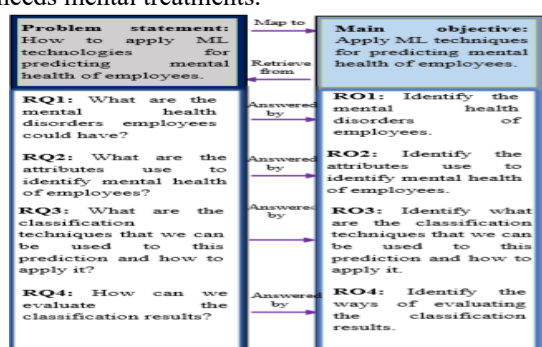 needs mental treatments.
Problem statement:
How to apply ML
technologies for
predicting mental
health of employees.
Map to
Retrieve
from
Main objective:
Apply ML techniques
for predicting mental
health of employees.
RQ1: What are the
mental health
disorders employees
could have?
Answered
by
RO1: Identify the
mental health
disorders of
employees.
RQ2: What are the
attributes use to
identify mental health
of employees?
Answered
by
RO2: Identify the
attributes use to
identify mental health
of employees.
RQ3: What are the
classification
techniques that we can
be used to this
prediction and how to
apply it?
Answered
by
RO3: Identify what
are the classification
techniques that we can
be used to this
prediction and how to
apply it.
RQ4: How can we
evaluate the
classification results?
Answered
by
RO4: Identify the
ways of evaluating
the classification
results.